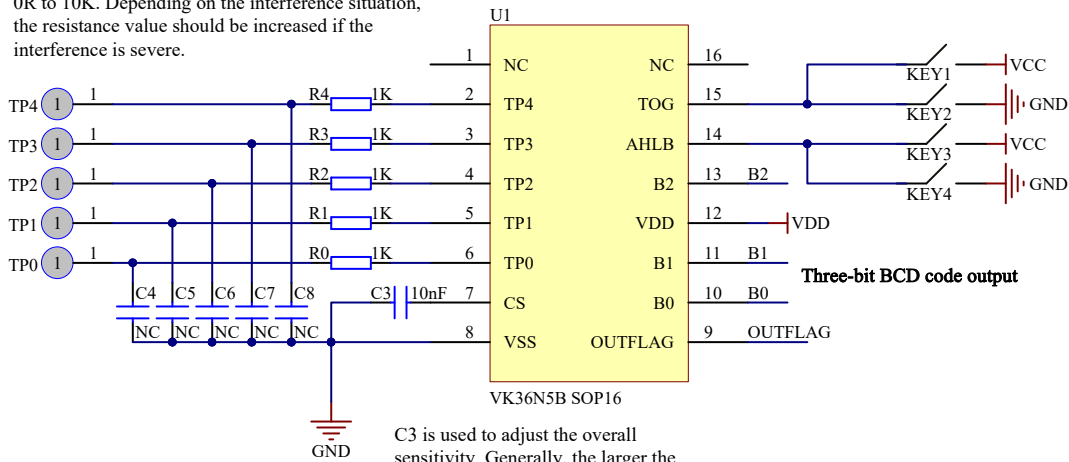 0R to 10K. Depending on the interference situation,
the resistance value should be increased if the
interference is severe.
U1
1 NC NC 16
KEY1 VCC
TP4 1 1 R4 1K 2 TP4 TOG 15
KEY2 GND
TP3 1 1 R3 1K 3 TP3 AHLB 14
KEY3 VCC
TP2 1 1 R2 1K 4 TP2 B2 13 B2
KEY4 GND
TP1 1 1 R1 1K 5 TP1 VDD 12 VDD
TP0 1 1 R0 1K 6 TP0 B1 11 B1
Three-bit BCD code output
C4 C5 C6 C7 C8 C3 10nF 7 CS B0 10 B0
NC NC NC NC NC 8 VSS OUTFLAG 9 OUTFLAG
VK36N5B SOP16
GND
C3 is used to adjust the overall
sensitivity. Generally, the larger the